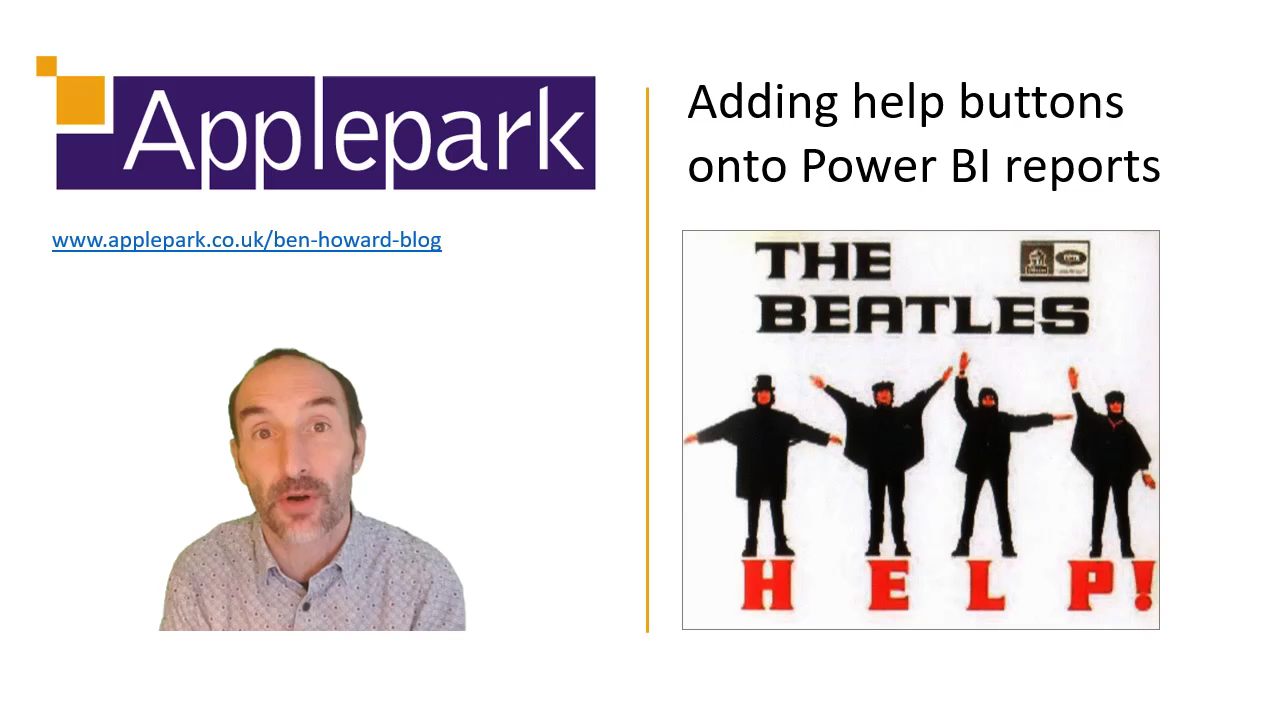 Applepark
www.applepark.co.uk/ben-howard-blog
Adding help buttons
onto Power BI reports
THE
BEATLES
HELP!